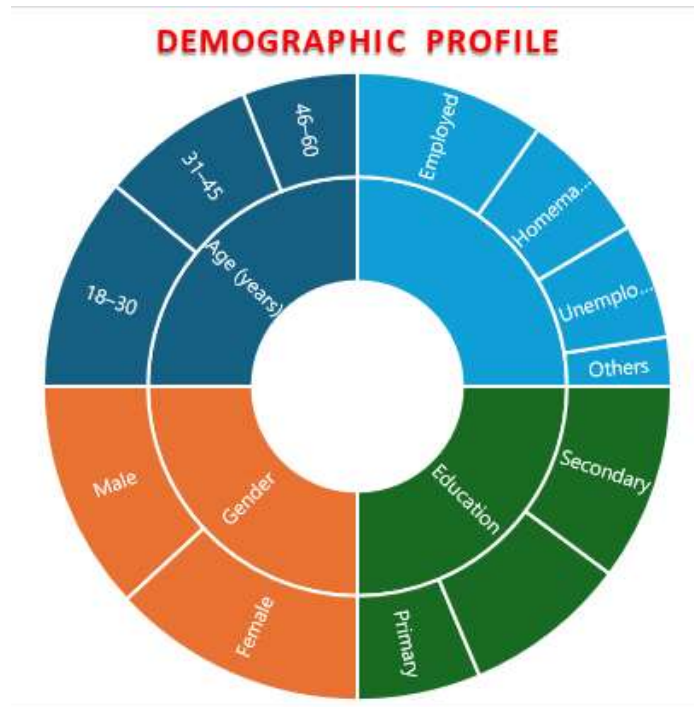 DEMOGRAPHIC PROFILE
Employed
Homema...
Unemplo...
Others
Secondary
Primary
Education
Female
Male
Gender
18–30
31–45
46–60
Age (years)